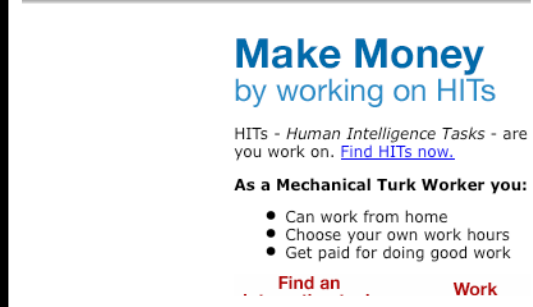 Make Money
by working on HITs
HITs - Human Intelligence Tasks - are
you work on. Find HITs now.
As a Mechanical Turk Worker you:
Can work from home
Choose your own work hours
Get paid for doing good work
Find an
Work